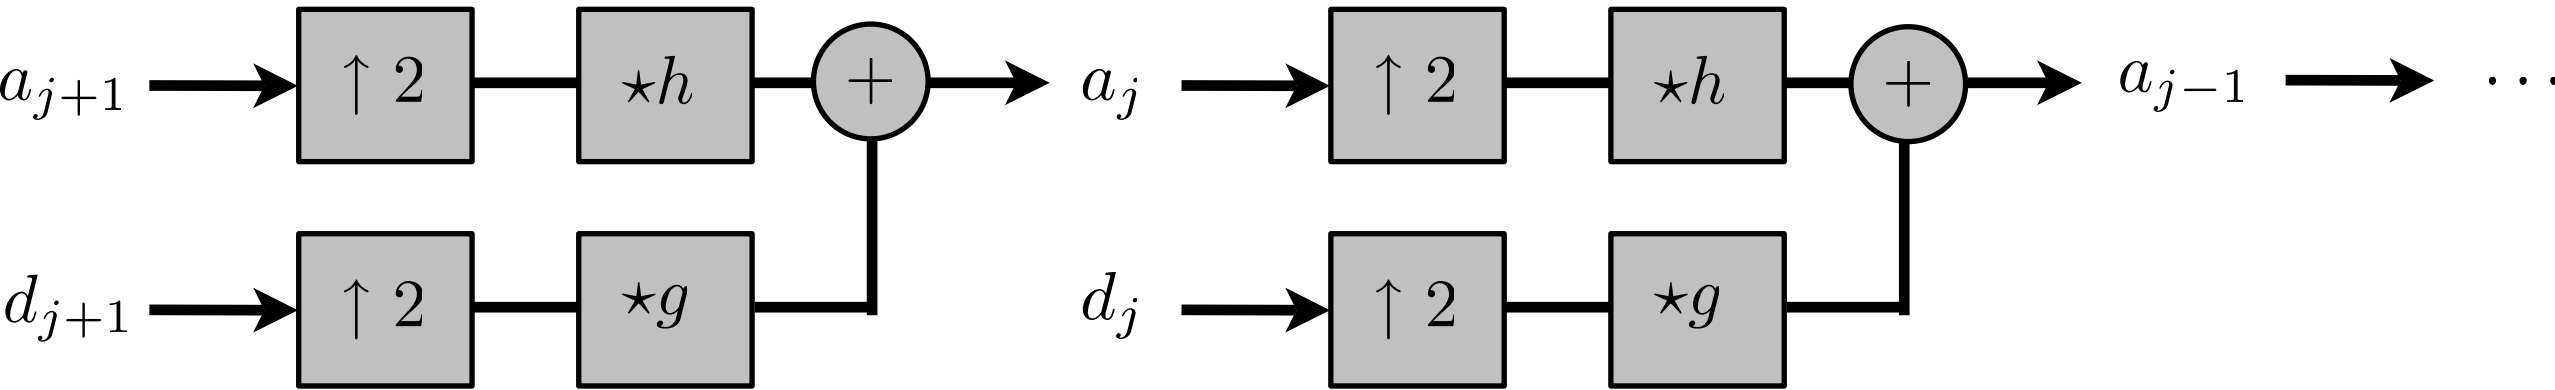 a_{j+1} ↑ 2 ⋆h + a_j ↑ 2 ⋆h + a_{j−1} ⋯
d_{j+1} ↑ 2 ⋆g d_j ↑ 2 ⋆g